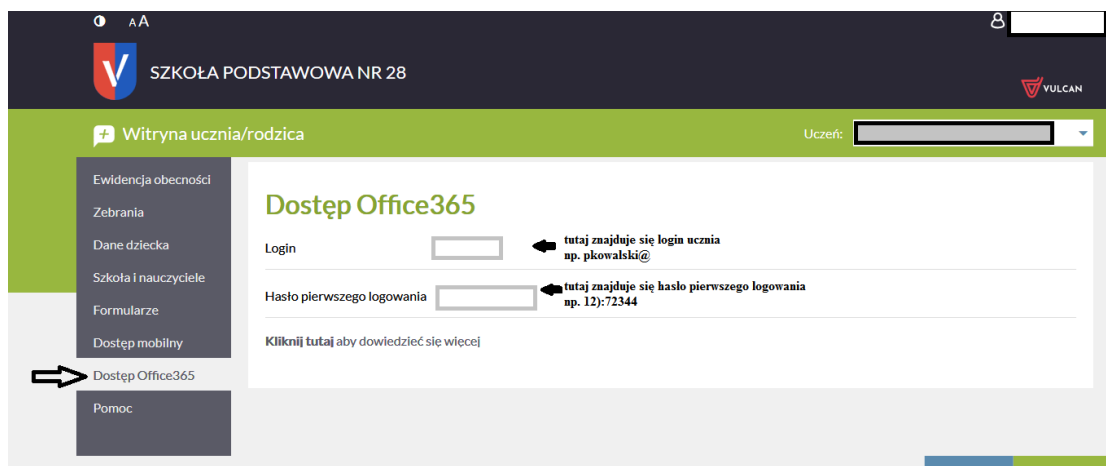 AA
SZKOŁA PODSTAWOWA NR 28
VULCAN
Witryna ucznia/rodzica
Uczeń:
Ewidencja obecności
Zebrania
Dane dziecka
Szkoła i nauczyciele
Formularze
Dostęp mobilny
Dostęp Office365
Pomoc
Dostęp Office365
Login
tutaj znajduje się login ucznia
np. pkowalski@
Hasło pierwszego logowania
tutaj znajduje się hasło pierwszego logowania
np. 12):72344
Kliknij tutaj aby dowiedzieć się więcej